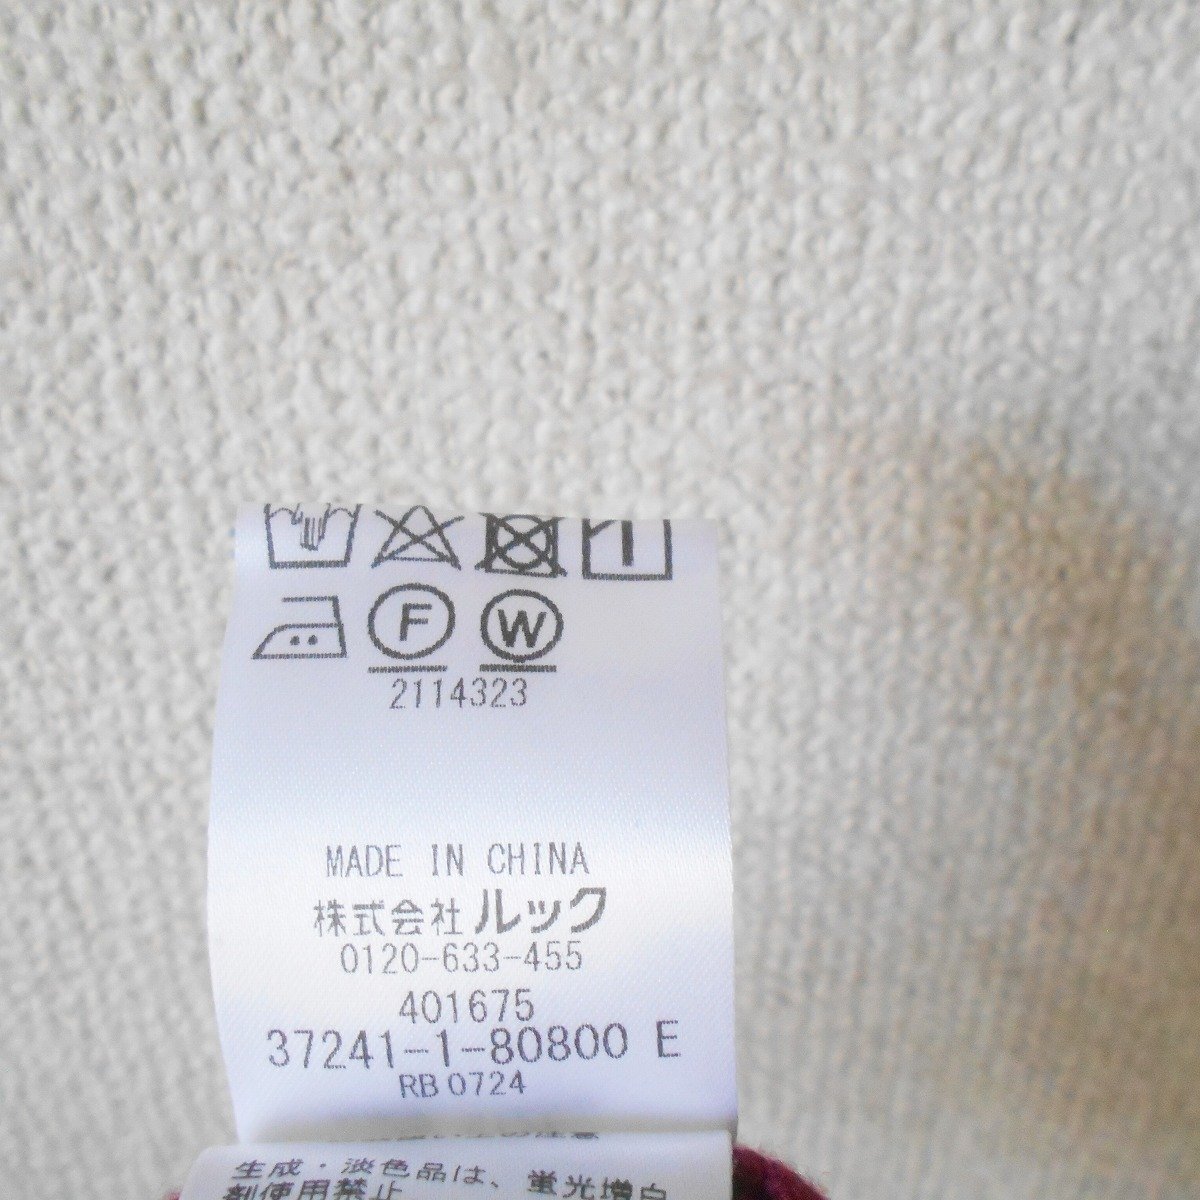 F W
2114323
MADE IN CHINA
株式会社 ルック
0120-633-455
401675
37241-1-80800 E
RB 0724
生成・淡色品は、蛍光増白
剤使用禁止